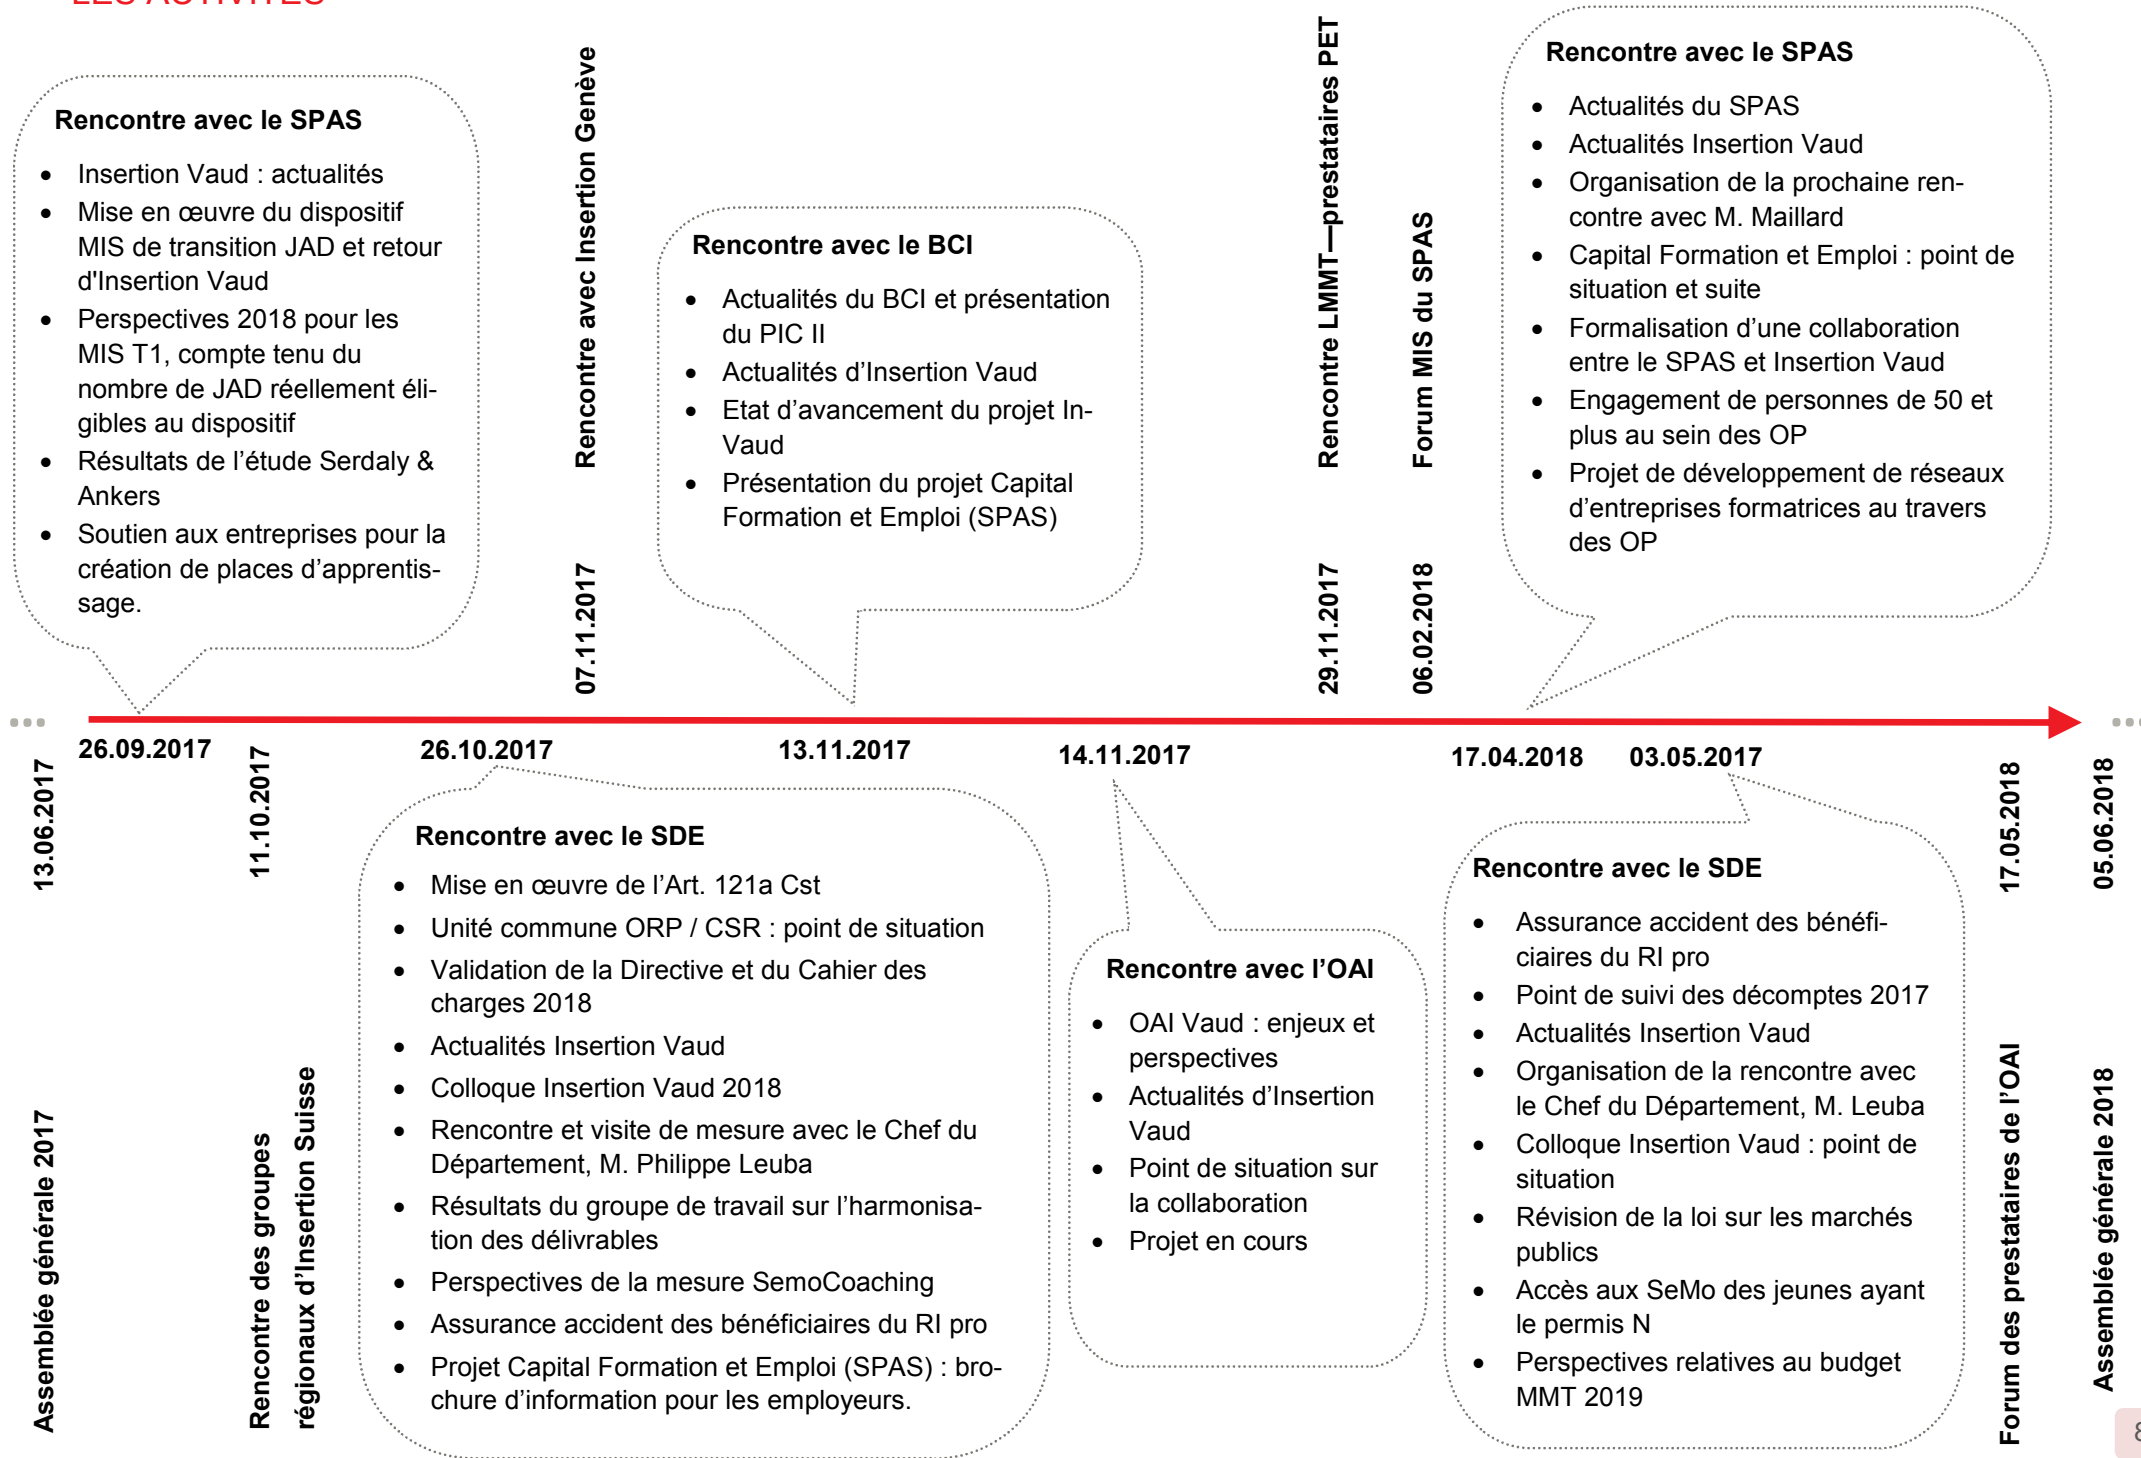 LES ACTIVITÉS
Rencontre avec le SPAS
• Insertion Vaud : actualités
• Mise en œuvre du dispositif
MIS de transition JAD et retour
d'Insertion Vaud
• Perspectives 2018 pour les
MIS T1, compte tenu du
nombre de JAD réellement éli-
gibles au dispositif
• Résultats de l’étude Serdaly &
Ankers
• Soutien aux entreprises pour la
création de places d’apprentis-
sage.
07.11.2017 Rencontre avec Insertion Genève
Rencontre avec le BCI
• Actualités du BCI et présentation
du PIC II
• Actualités d’Insertion Vaud
• Etat d’avancement du projet In-
Vaud
• Présentation du projet Capital
Formation et Emploi (SPAS)
29.11.2017 Rencontre LMMT—prestataires PET
06.02.2018 Forum MIS du SPAS
Rencontre avec le SPAS
• Actualités du SPAS
• Actualités Insertion Vaud
• Organisation de la prochaine ren-
contre avec M. Maillard
• Capital Formation et Emploi : point de
situation et suite
• Formalisation d’une collaboration
entre le SPAS et Insertion Vaud
• Engagement de personnes de 50 et
plus au sein des OP
• Projet de développement de réseaux
d’entreprises formatrices au travers
des OP
26.09.2017
26.10.2017
13.11.2017
14.11.2017
17.04.2018
03.05.2017
Assemblée générale 2017 13.06.2017
Rencontre des groupes 11.10.2017
régionaux d’Insertion Suisse
Rencontre avec le SDE
• Mise en œuvre de l’Art. 121a Cst
• Unité commune ORP / CSR : point de situation
• Validation de la Directive et du Cahier des
charges 2018
• Actualités Insertion Vaud
• Colloque Insertion Vaud 2018
• Rencontre et visite de mesure avec le Chef du
Département, M. Philippe Leuba
• Résultats du groupe de travail sur l’harmonisa-
tion des délivrables
• Perspectives de la mesure SemoCoaching
• Assurance accident des bénéficiaires du RI pro
• Projet Capital Formation et Emploi (SPAS) : bro-
chure d’information pour les employeurs.
Rencontre avec l’OAI
• OAI Vaud : enjeux et
perspectives
• Actualités d’Insertion
Vaud
• Point de situation sur
la collaboration
• Projet en cours
Rencontre avec le SDE
• Assurance accident des bénéfi-
ciaires du RI pro
• Point de suivi des décomptes 2017
• Actualités Insertion Vaud
• Organisation de la rencontre avec
le Chef du Département, M. Leuba
• Colloque Insertion Vaud : point de
situation
• Révision de la loi sur les marchés
publics
• Accès aux SeMo des jeunes ayant
le permis N
• Perspectives relatives au budget
MMT 2019
Forum des prestataires de l’OAI 17.05.2018
Assemblée générale 2018 05.06.2018
8